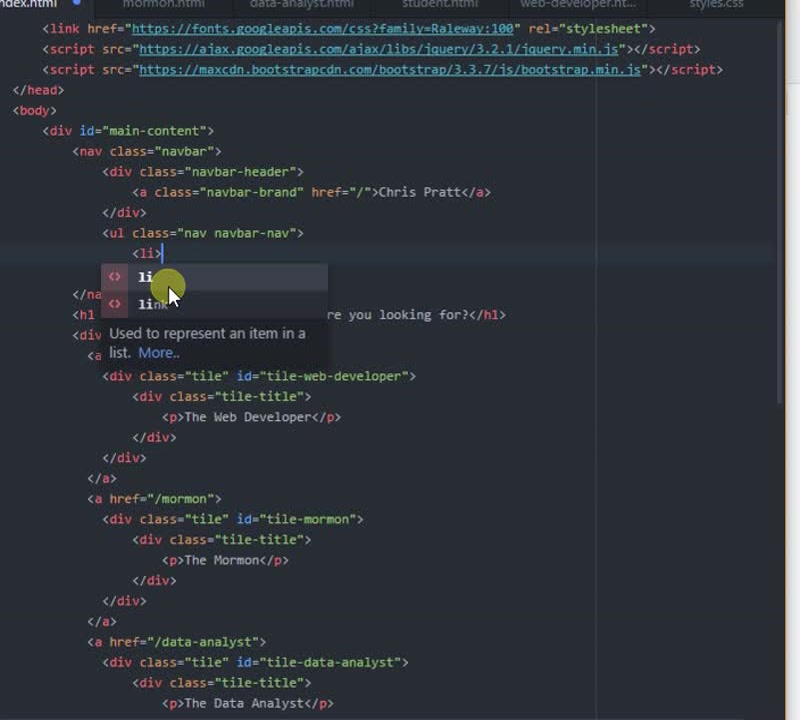 ndex.html mormon.html data-analyst.html student.html web-developer.ht... styles.css
<link href="https://fonts.googleapis.com/css?family=Raleway:100" rel="stylesheet">
<script src="https://ajax.googleapis.com/ajax/libs/jquery/3.2.1/jquery.min.js"></script>
<script src="https://maxcdn.bootstrapcdn.com/bootstrap/3.3.7/js/bootstrap.min.js"></script>
</head>
<body>
<div id="main-content">
<nav class="navbar">
<div class="navbar-header">
<a class="navbar-brand" href="/">Chris Pratt</a>
</div>
<ul class="nav navbar-nav">
<li>
<> li
</na
<> link
<h1 re you looking for?</h1>
<div
Used to represent an item in a
<a
list. More..
<div class="tile" id="tile-web-developer">
<div class="tile-title">
<p>The Web Developer</p>
</div>
</div>
</a>
<a href="/mormon">
<div class="tile" id="tile-mormon">
<div class="tile-title">
<p>The Mormon</p>
</div>
</div>
</a>
<a href="/data-analyst">
<div class="tile" id="tile-data-analyst">
<div class="tile-title">
<p>The Data Analyst</p>